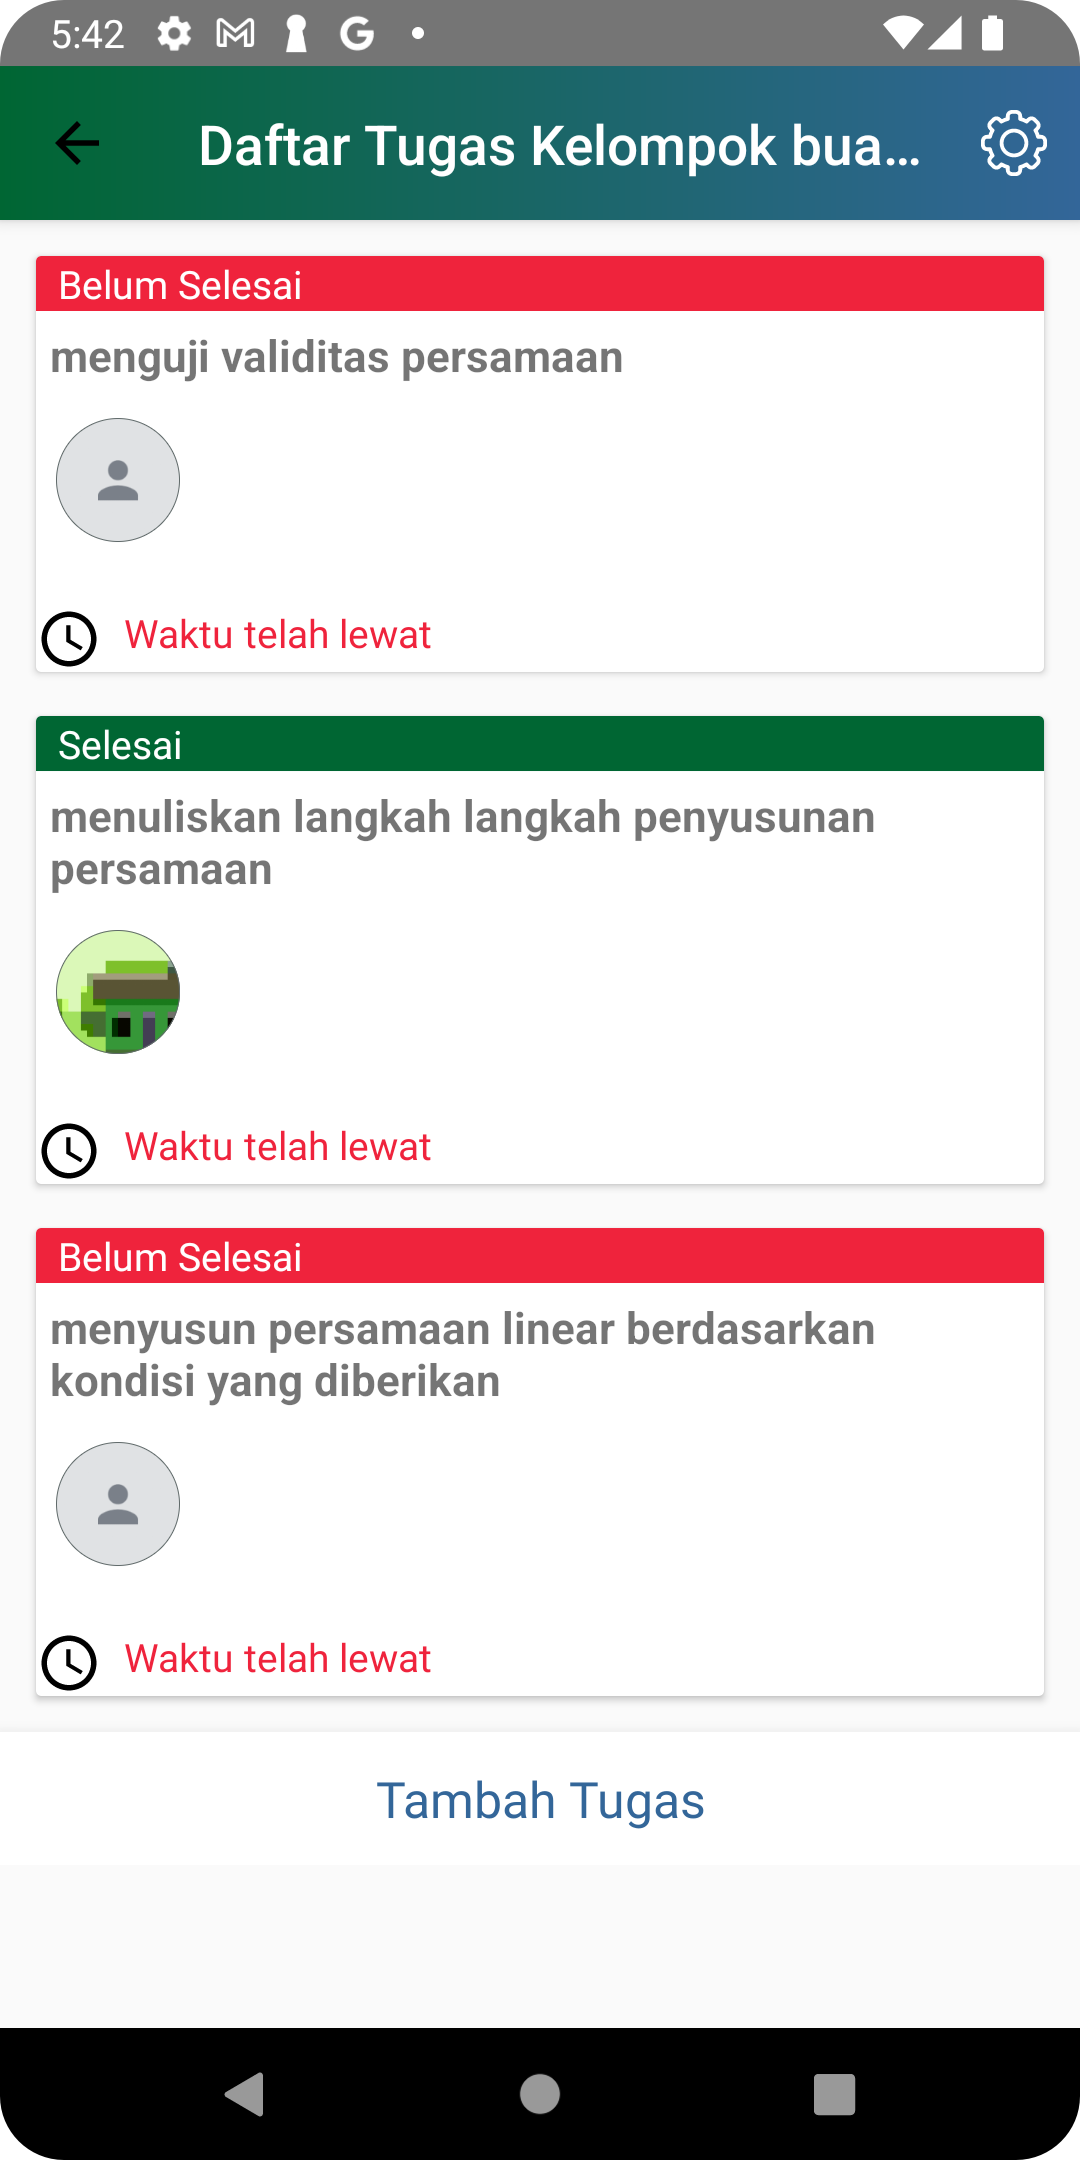 5:42
Daftar Tugas Kelompok bua...
Belum Selesai
menguji validitas persamaan
Waktu telah lewat
Selesai
menuliskan langkah langkah penyusunan
persamaan
Waktu telah lewat
Belum Selesai
menyusun persamaan linear berdasarkan
kondisi yang diberikan
Waktu telah lewat
Tambah Tugas